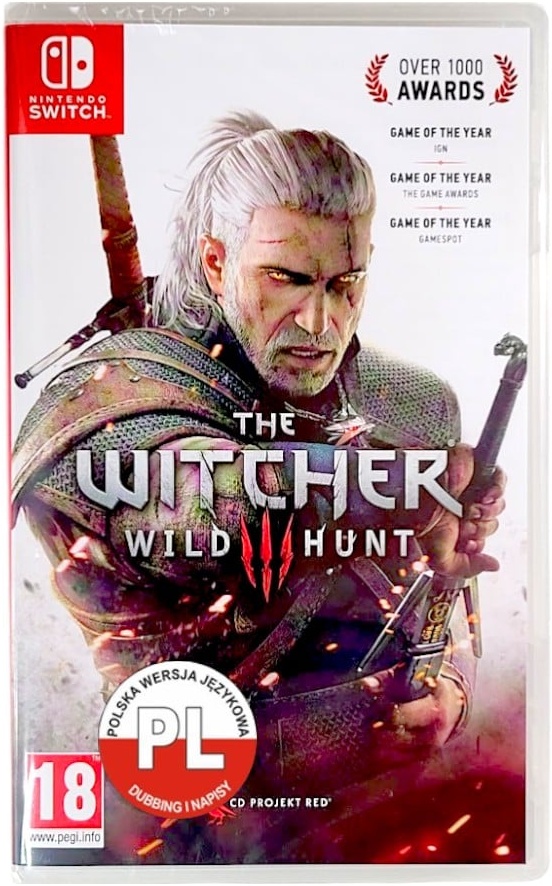 NINTENDO
SWITCH™
OVER 1000
AWARDS
GAME OF THE YEAR
IGN
GAME OF THE YEAR
THE GAME AWARDS
GAME OF THE YEAR
GAMESPOT
THE
WITCHER®
WILD HUNT
POLSKA WERSJA JĘZYKOWA
PL
DUBBING I NAPISY
18
www.pegi.info
CD PROJEKT RED®